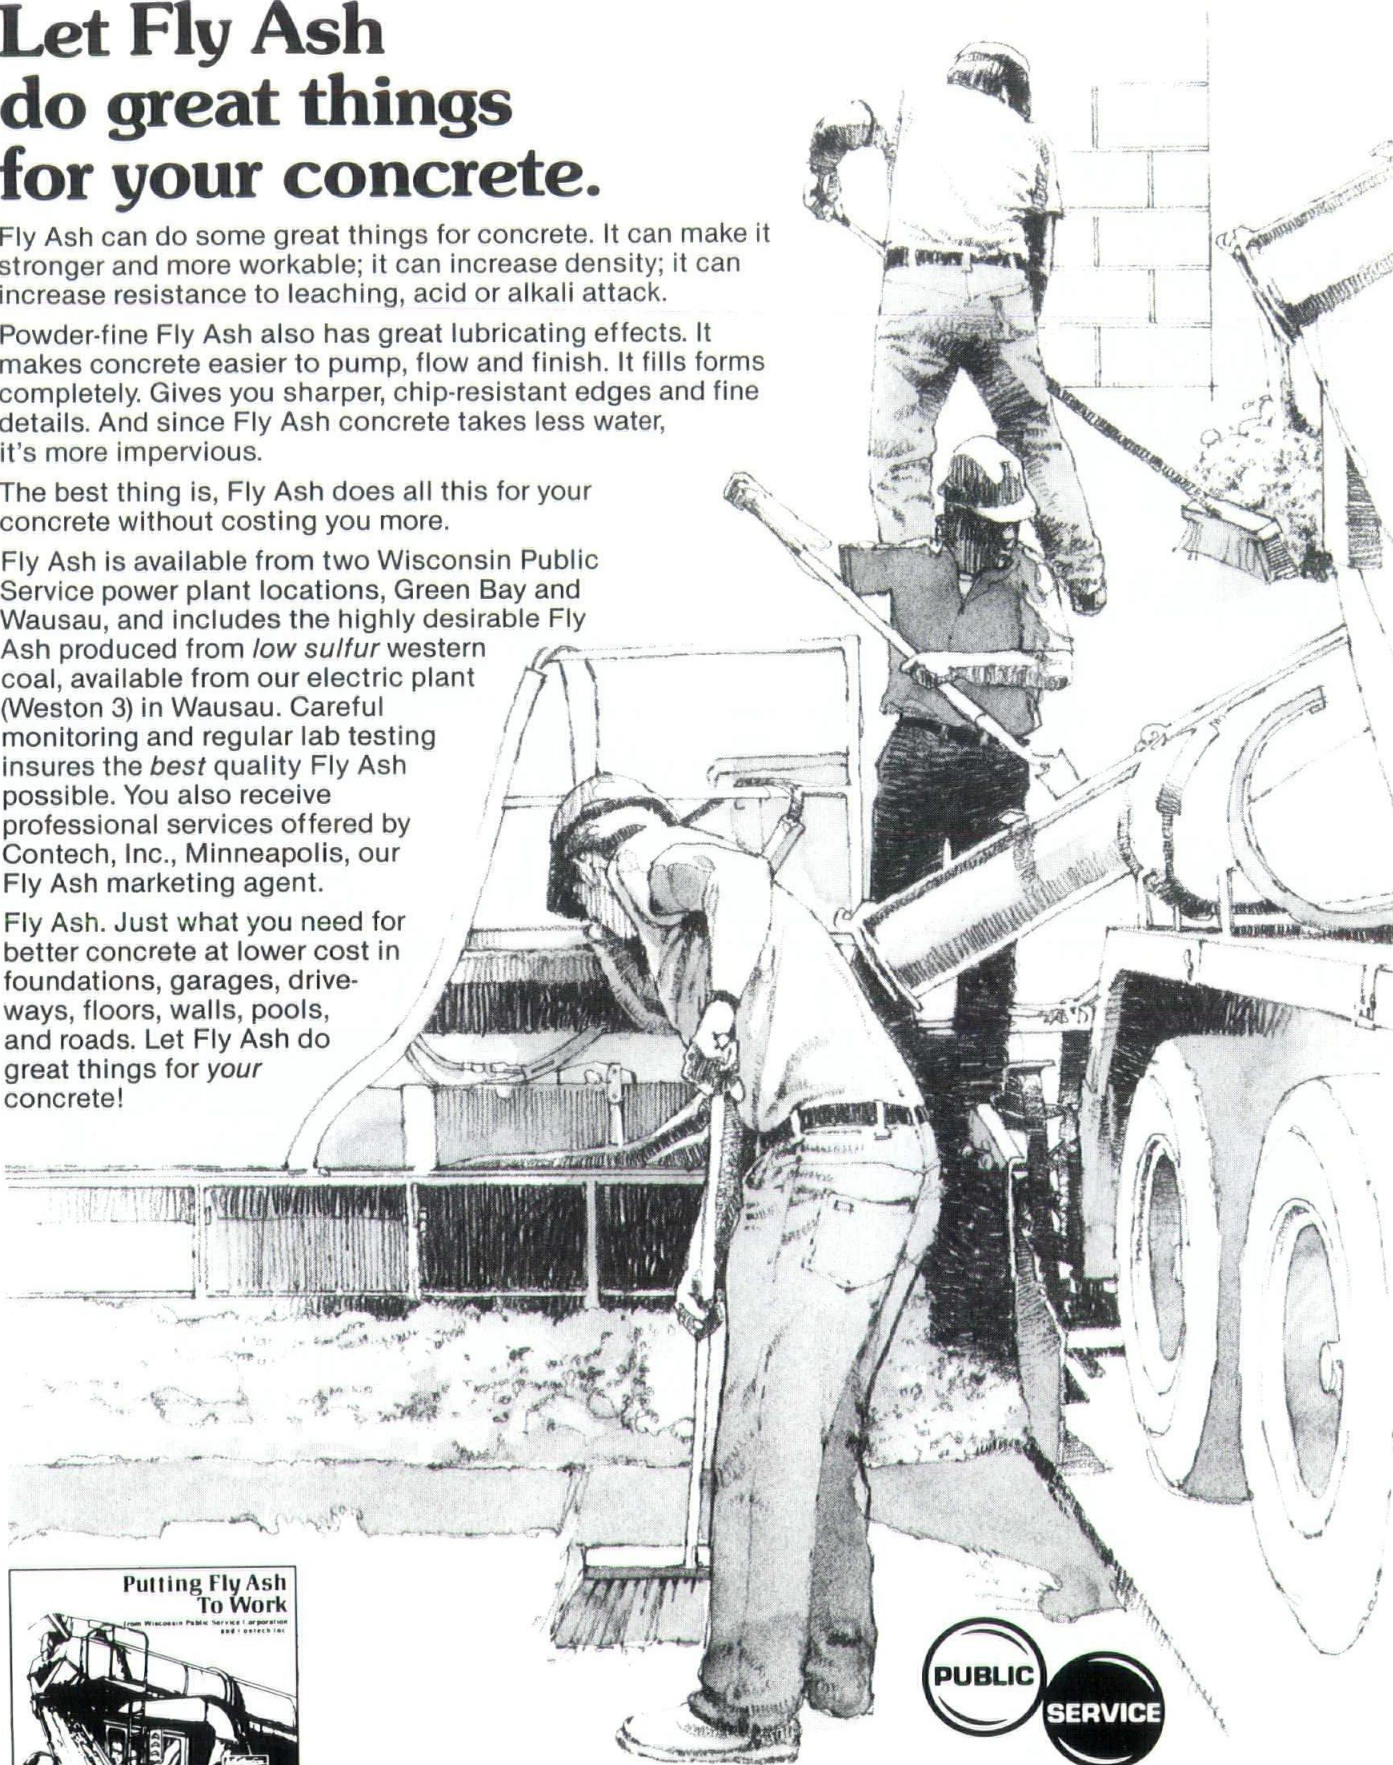 Let Fly Ash
do great things
for your concrete.
Fly Ash can do some great things for concrete. It can make it
stronger and more workable; it can increase density; it can
increase resistance to leaching, acid or alkali attack.
Powder-fine Fly Ash also has great lubricating effects. It
makes concrete easier to pump, flow and finish. It fills forms
completely. Gives you sharper, chip-resistant edges and fine
details. And since Fly Ash concrete takes less water,
it's more impervious.
The best thing is, Fly Ash does all this for your
concrete without costing you more.
Fly Ash is available from two Wisconsin Public
Service power plant locations, Green Bay and
Wausau, and includes the highly desirable Fly
Ash produced from low sulfur western
coal, available from our electric plant
(Weston 3) in Wausau. Careful
monitoring and regular lab testing
insures the best quality Fly Ash
possible. You also receive
professional services offered by
Contech, Inc., Minneapolis, our
Fly Ash marketing agent.
Fly Ash. Just what you need for
better concrete at lower cost in
foundations, garages, drive-
ways, floors, walls, pools,
and roads. Let Fly Ash do
great things for your
concrete!
Putting Fly Ash
To Work
from Wisconsin Public Service Corporation
and Contech Inc
PUBLIC
SERVICE